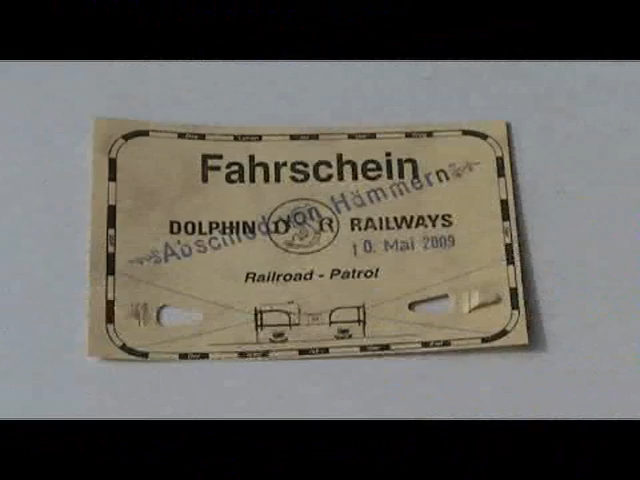 Fahrschein
Abschied von Hämmern
DOLPHIN D R RAILWAYS
10. Mai 2009
Railroad - Patrol